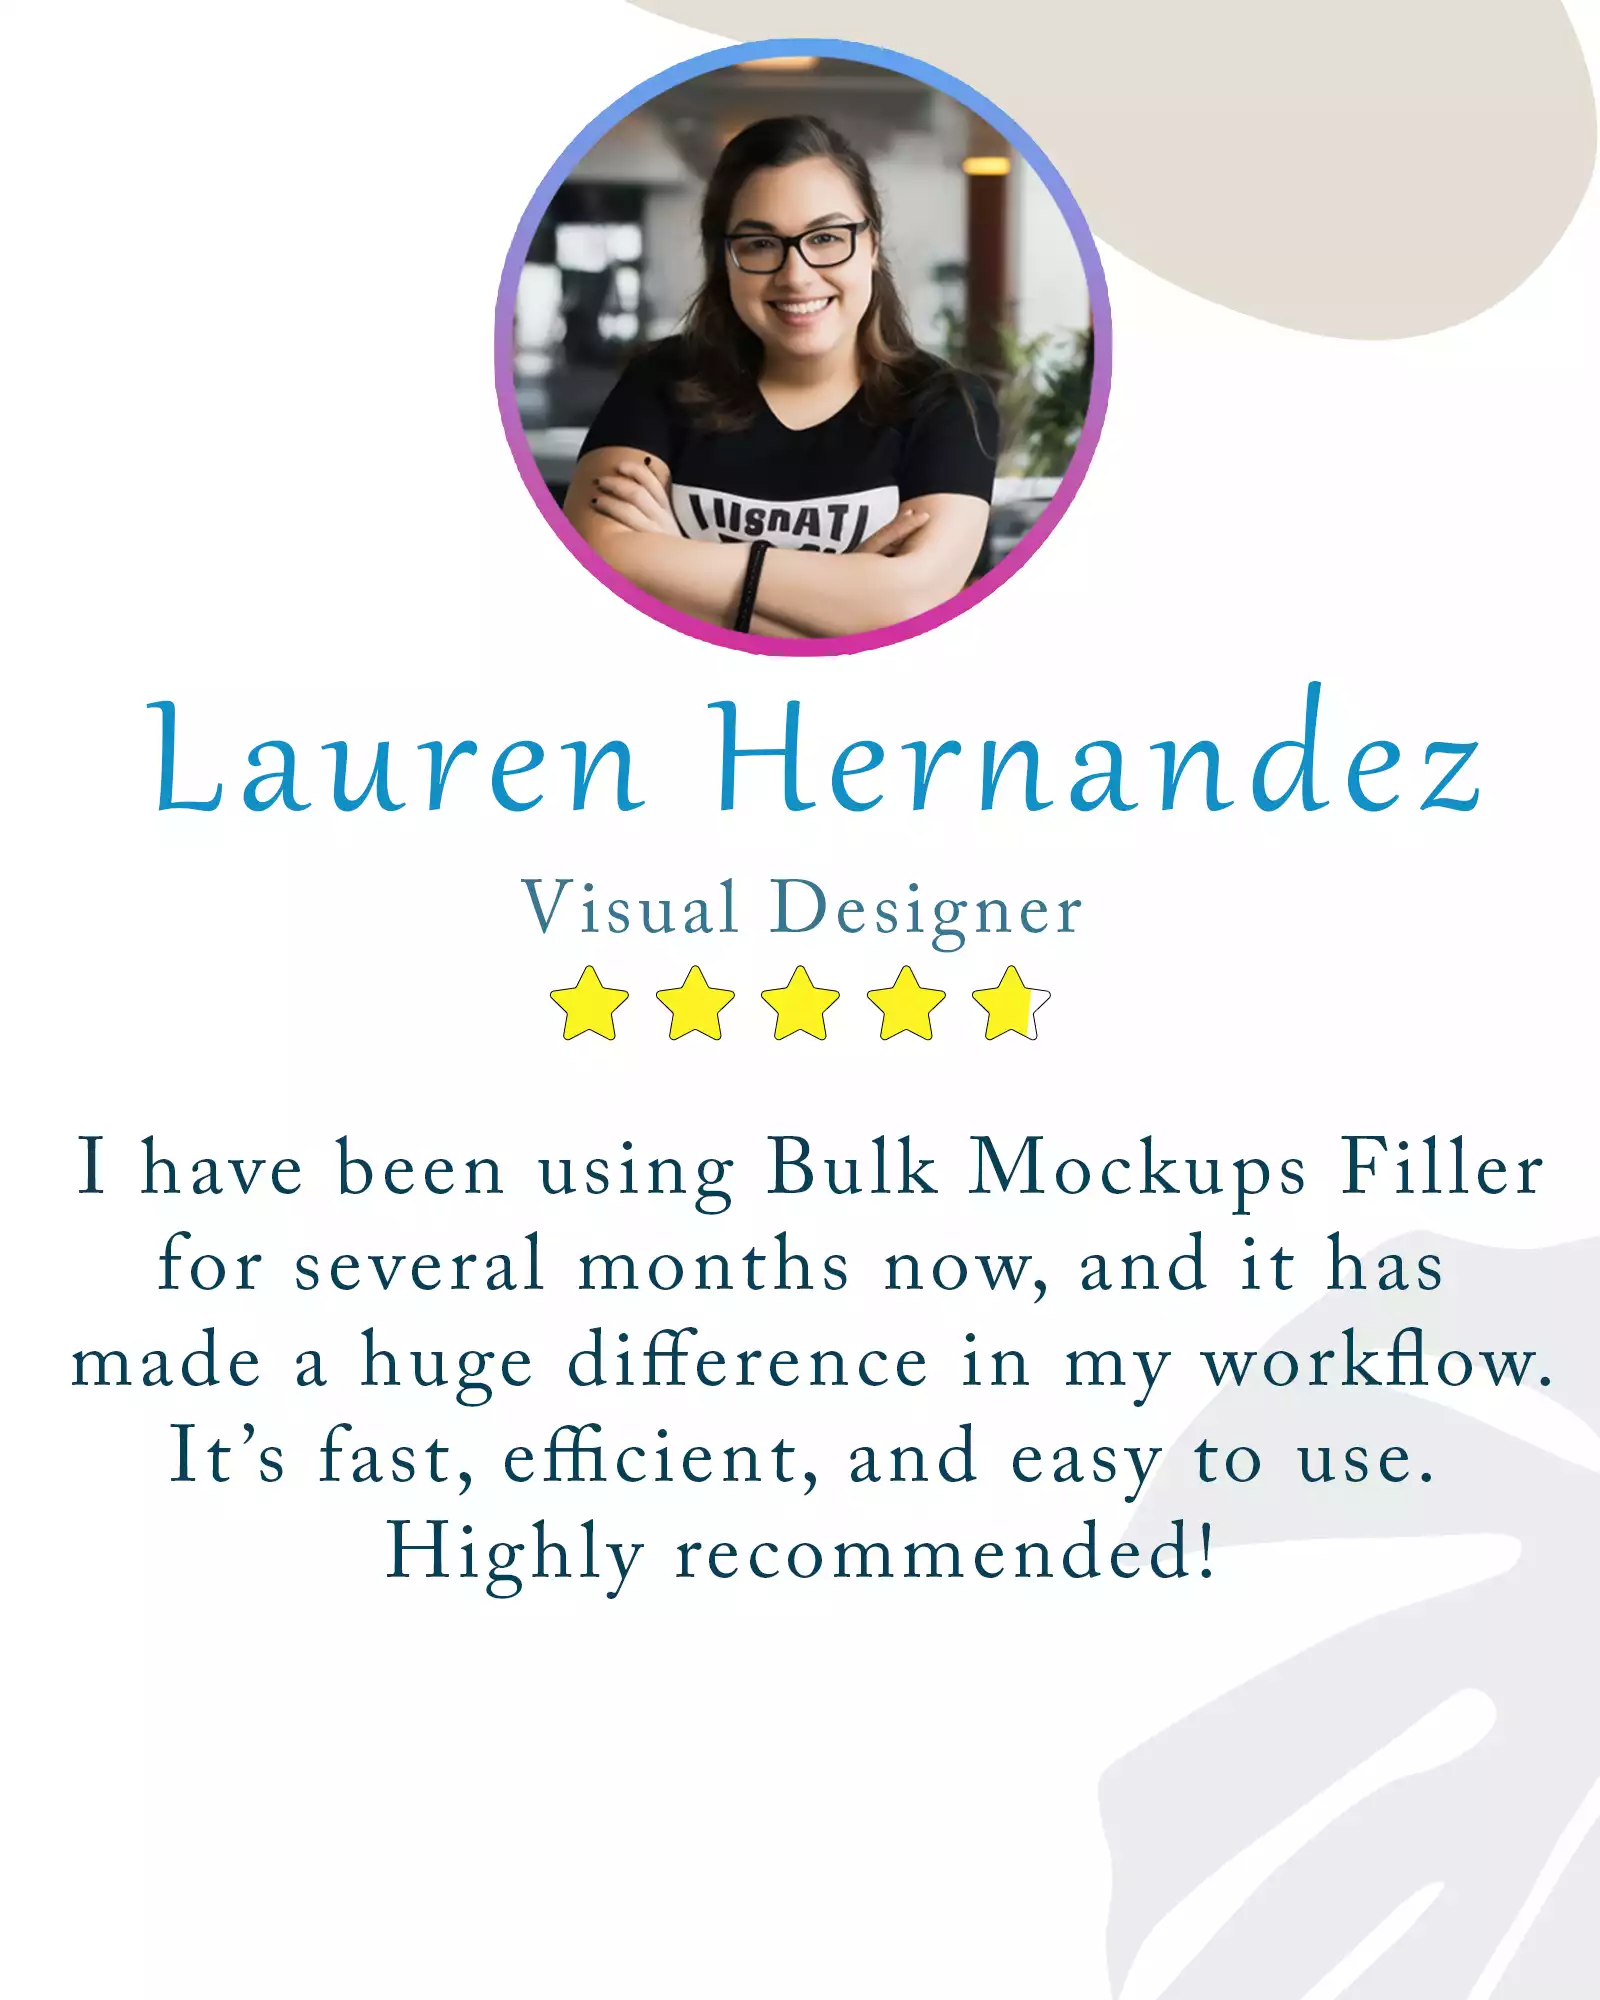 Lauren Hernandez
Visual Designer
I have been using Bulk Mockups Filler
for several months now, and it has
made a huge difference in my workflow.
It’s fast, efficient, and easy to use.
Highly recommended!